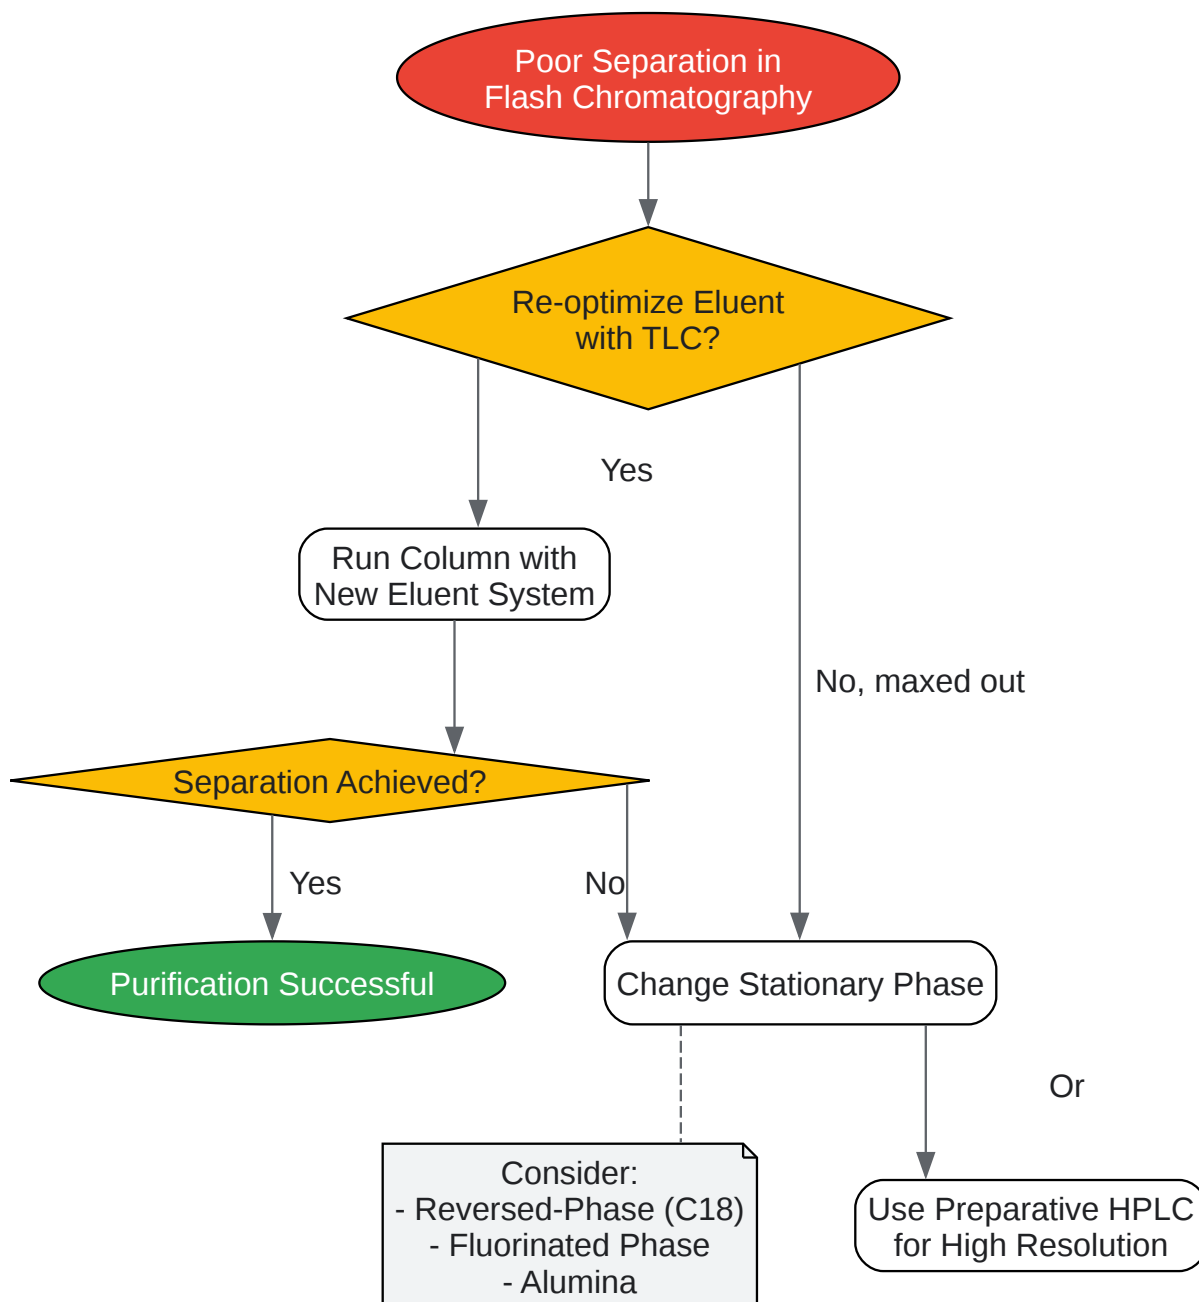 Poor Separation in
Flash Chromatography
Re-optimize Eluent
with TLC?
Yes
Run Column with
New Eluent System
No, maxed out
Separation Achieved?
Yes
No
Purification Successful
Change Stationary Phase
Or
Consider:
- Reversed-Phase (C18)
- Fluorinated Phase
- Alumina
Use Preparative HPLC
for High Resolution